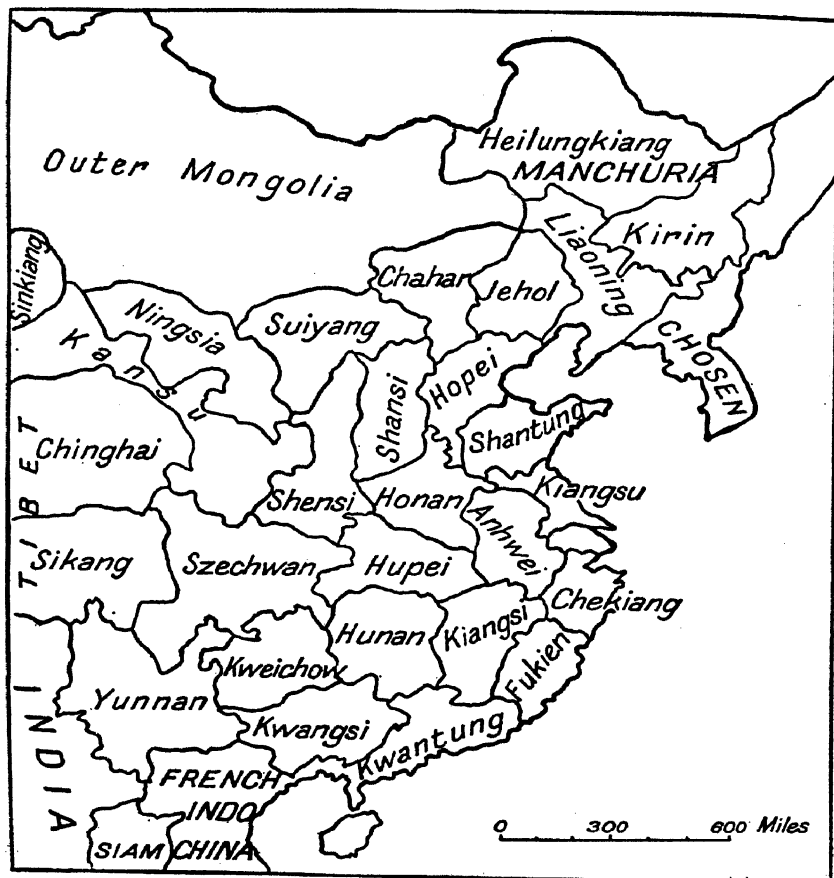 Outer Mongolia
Heilungkiang
MANCHURIA
Kirin
Liaoning
Chahar
Jehol
Sinkiang
Ningsia
Suiyang
Kansu
CHOSEN
Hopei
Shansi
Shantung
Chinghai
TIBET
Shensi
Honan
Kiangsu
Anhwei
Sikang
Szechwan
Hupei
Chekiang
Hunan
Kiangsi
Fukien
Kweichow
Yunnan
Kwangsi
Kwantung
INDIA
FRENCH
INDO
CHINA
SIAM
0 300 600 Miles